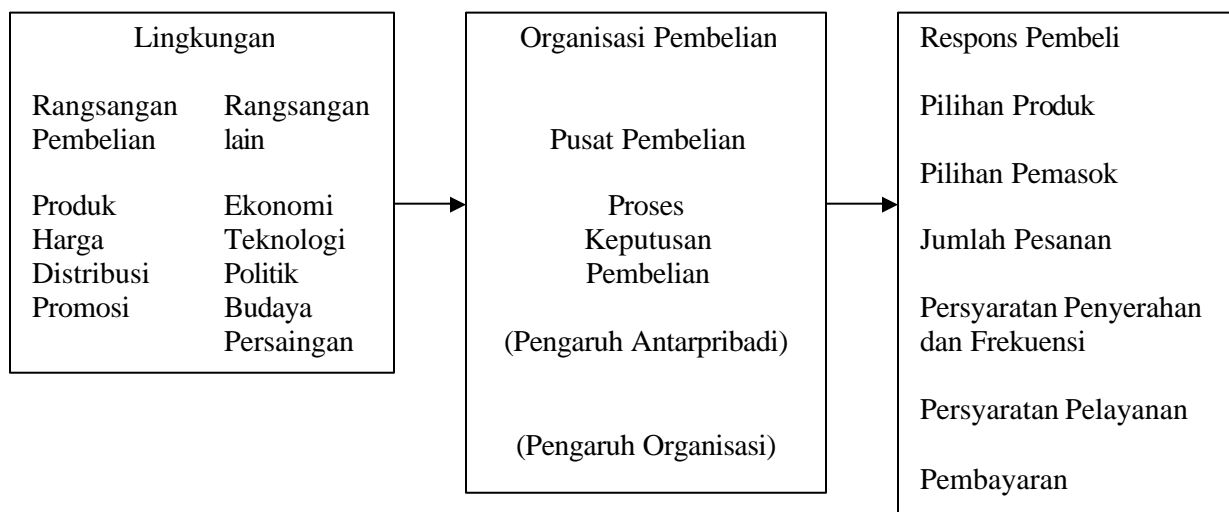 Lingkungan
Rangsangan Pembelian
Rangsangan lain
Produk
Harga
Distribusi
Promosi
Ekonomi
Teknologi
Politik
Budaya
Persaingan
Organisasi Pembelian
Pusat Pembelian
Proses
Keputusan
Pembelian
(Pengaruh Antarpribadi)
(Pengaruh Organisasi)
Respons Pembeli
Pilihan Produk
Pilihan Pemasok
Jumlah Pesanan
Persyaratan Penyerahan
dan Frekuensi
Persyaratan Pelayanan
Pembayaran